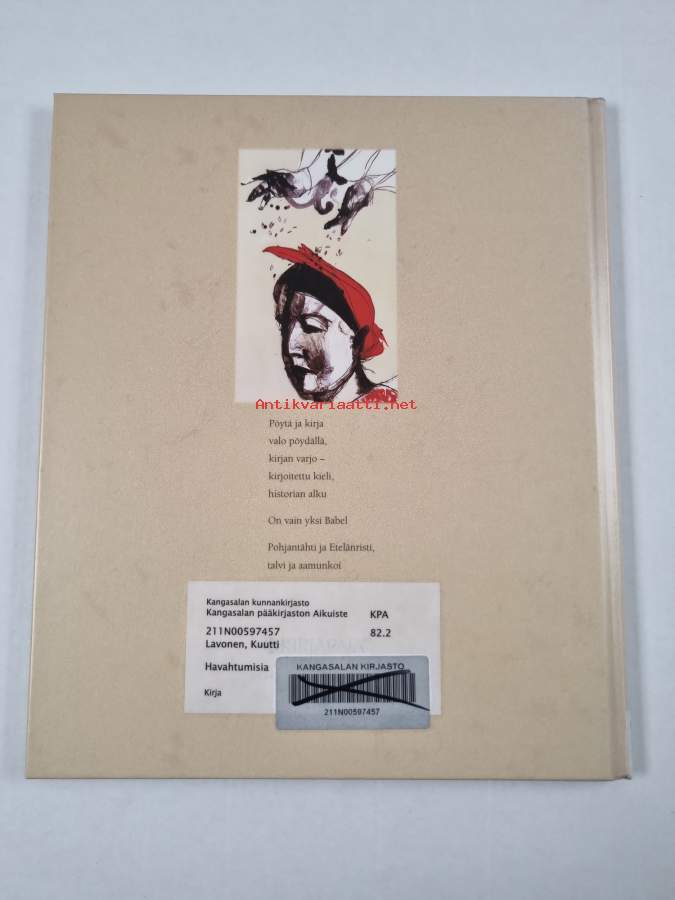 Antikvariaatti.net
Pöytä ja kirja
valo pöydällä,
kirjan varjo –
kirjoitettu kieli,
historian alku
On vain yksi Babel
Pohjantähti ja Etelänristi,
talvi ja aamunkoi
Kangasalan kunnankirjasto
Kangasalan pääkirjaston Aikuiste KPA
211N00597457 82.2
Lavonen, Kuutti
Havahtumisia
Kirja
KANGASALAN KIRJASTO
211N00597457